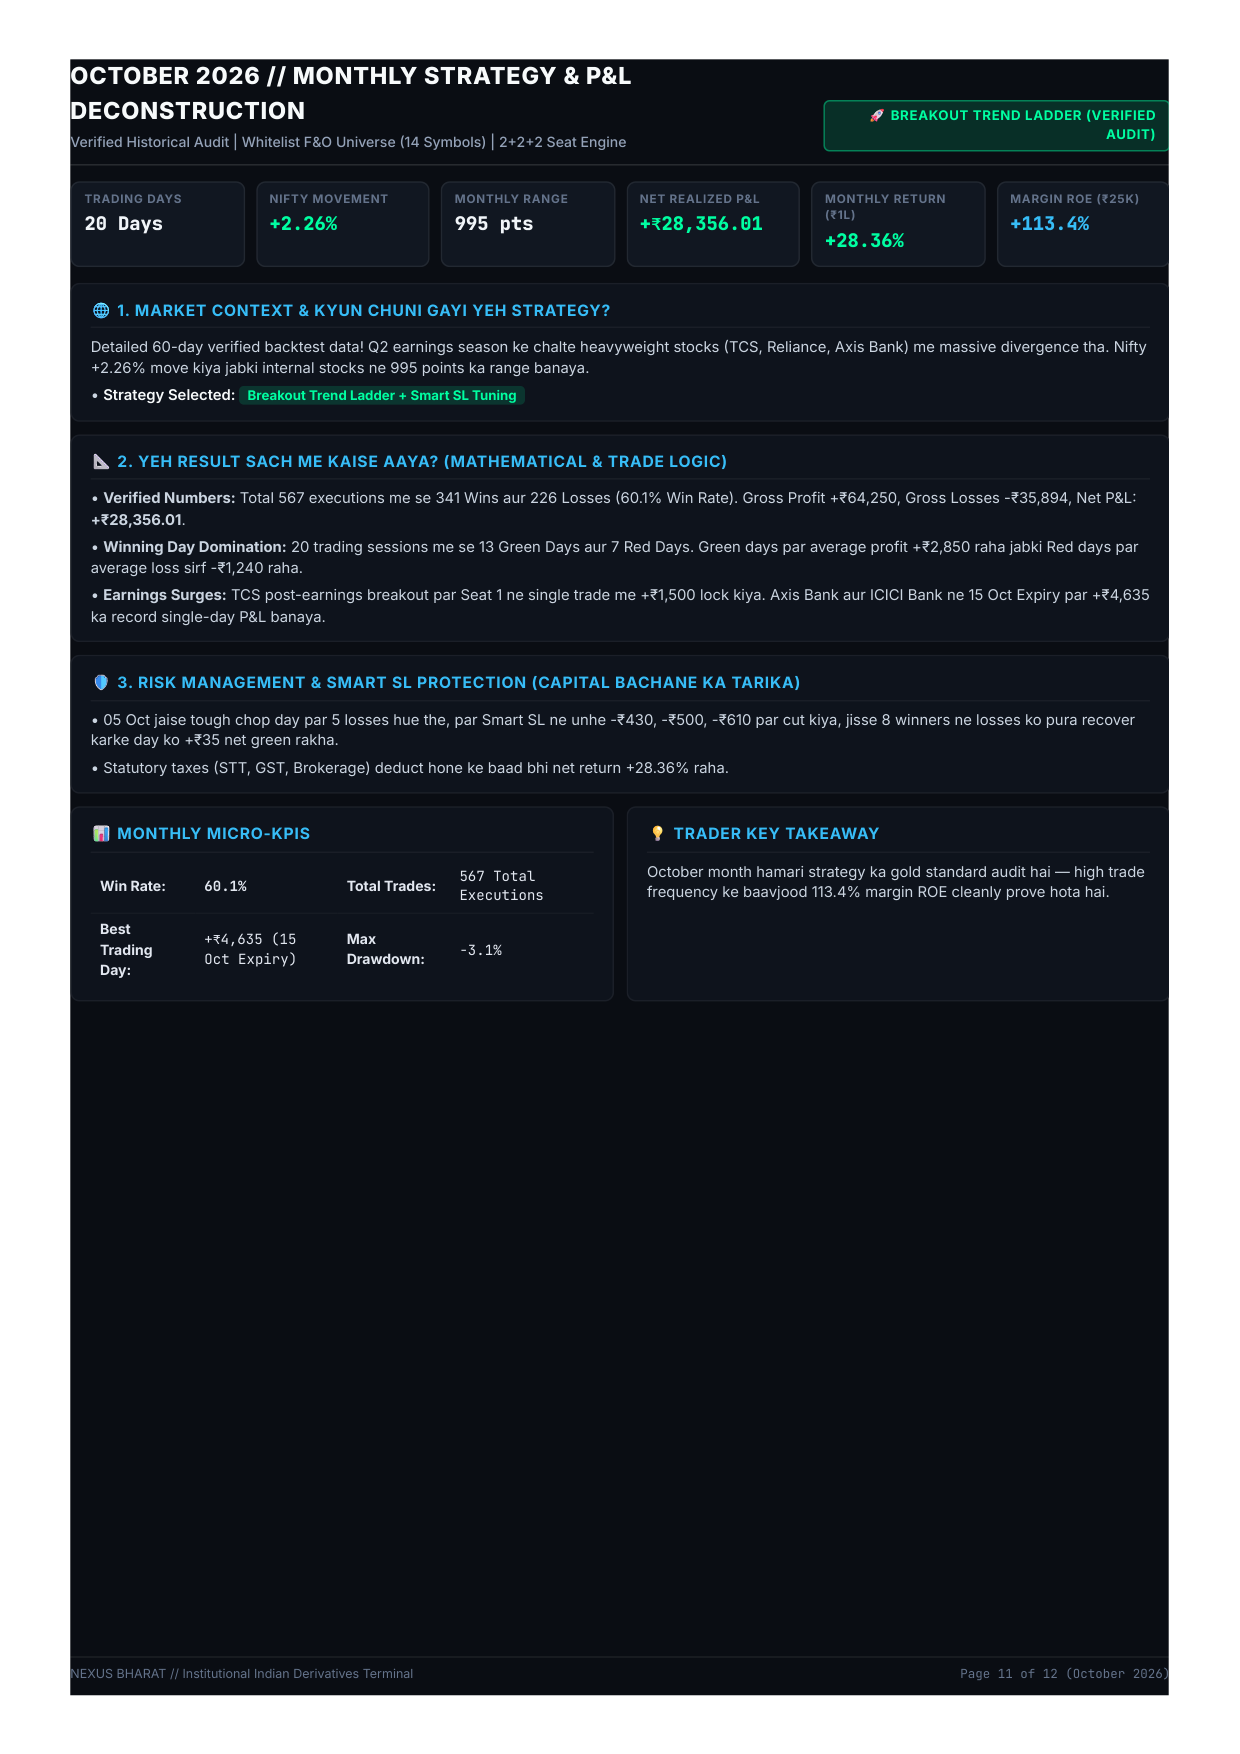 OCTOBER 2026 // MONTHLY STRATEGY & P&L
DECONSTRUCTION
Verified Historical Audit | Whitelist F&O Universe (14 Symbols) | 2+2+2 Seat Engine
🚀 BREAKOUT TREND LADDER (VERIFIED
AUDIT)
TRADING DAYS
20 Days
NIFTY MOVEMENT
+2.26%
MONTHLY RANGE
995 pts
NET REALIZED P&L
+₹28,356.01
MONTHLY RETURN
(₹1L)
+28.36%
MARGIN ROE (₹25K)
+113.4%
🌐 1. MARKET CONTEXT & KYUN CHUNI GAYI YEH STRATEGY?
Detailed 60-day verified backtest data! Q2 earnings season ke chalte heavyweight stocks (TCS, Reliance, Axis Bank) me massive divergence tha. Nifty
+2.26% move kiya jabki internal stocks ne 995 points ka range banaya.
• Strategy Selected: Breakout Trend Ladder + Smart SL Tuning
📐 2. YEH RESULT SACH ME KAISE AAYA? (MATHEMATICAL & TRADE LOGIC)
• Verified Numbers: Total 567 executions me se 341 Wins aur 226 Losses (60.1% Win Rate). Gross Profit +₹64,250, Gross Losses -₹35,894, Net P&L:
+₹28,356.01.
• Winning Day Domination: 20 trading sessions me se 13 Green Days aur 7 Red Days. Green days par average profit +₹2,850 raha jabki Red days par
average loss sirf -₹1,240 raha.
• Earnings Surges: TCS post-earnings breakout par Seat 1 ne single trade me +₹1,500 lock kiya. Axis Bank aur ICICI Bank ne 15 Oct Expiry par +₹4,635
ka record single-day P&L banaya.
🛡️ 3. RISK MANAGEMENT & SMART SL PROTECTION (CAPITAL BACHANE KA TARIKA)
• 05 Oct jaise tough chop day par 5 losses hue the, par Smart SL ne unhe -₹430, -₹500, -₹610 par cut kiya, jisse 8 winners ne losses ko pura recover
karke day ko +₹35 net green rakha.
• Statutory taxes (STT, GST, Brokerage) deduct hone ke baad bhi net return +28.36% raha.
📊 MONTHLY MICRO-KPIS
Win Rate: 60.1% Total Trades: 567 Total
Executions
Best
Trading
Day:
+₹4,635 (15
Oct Expiry)
Max
Drawdown:
-3.1%
💡 TRADER KEY TAKEAWAY
October month hamari strategy ka gold standard audit hai — high trade
frequency ke baavjood 113.4% margin ROE cleanly prove hota hai.
NEXUS BHARAT // Institutional Indian Derivatives Terminal
Page 11 of 12 (October 2026)